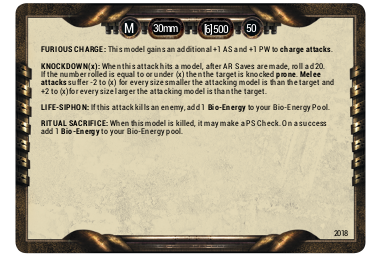 M 30mm [6]500 50
FURIOUS CHARGE: This model gains an additional +1 AS and +1 PW to charge attacks.
KNOCKDOWN(x): When this attack hits a model, after AR Saves are made, roll a d20.
If the number rolled is equal to or under (x) then the target is knocked prone. Melee
attacks suffer -2 to (x) for every size smaller the attacking model is than the target and
+2 to (x) for every size larger the attacking model is than the target.
LIFE-SIPHON: If this attack kills an enemy, add 1 Bio-Energy to your Bio-Energy Pool.
RITUAL SACRIFICE: When this model is killed, it may make a PS Check. On a success
add 1 Bio-Energy to your Bio-Energy pool.
2018